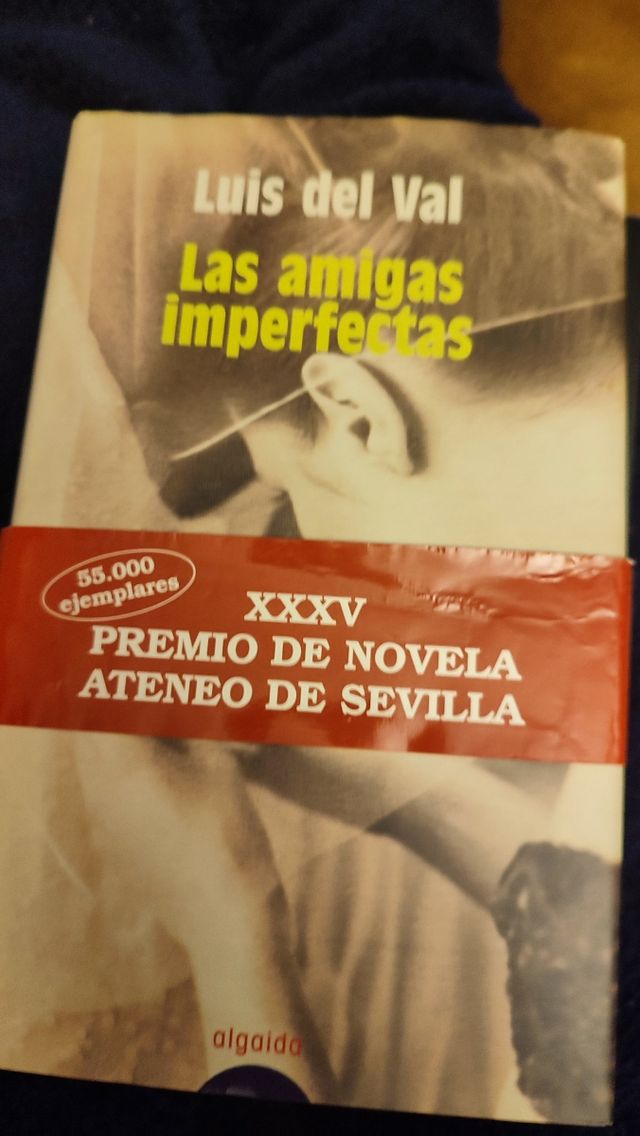 Luis del Val
Las amigas
imperfectas
55.000
ejemplares
XXXV
PREMIO DE NOVELA
ATENEO DE SEVILLA
algaida